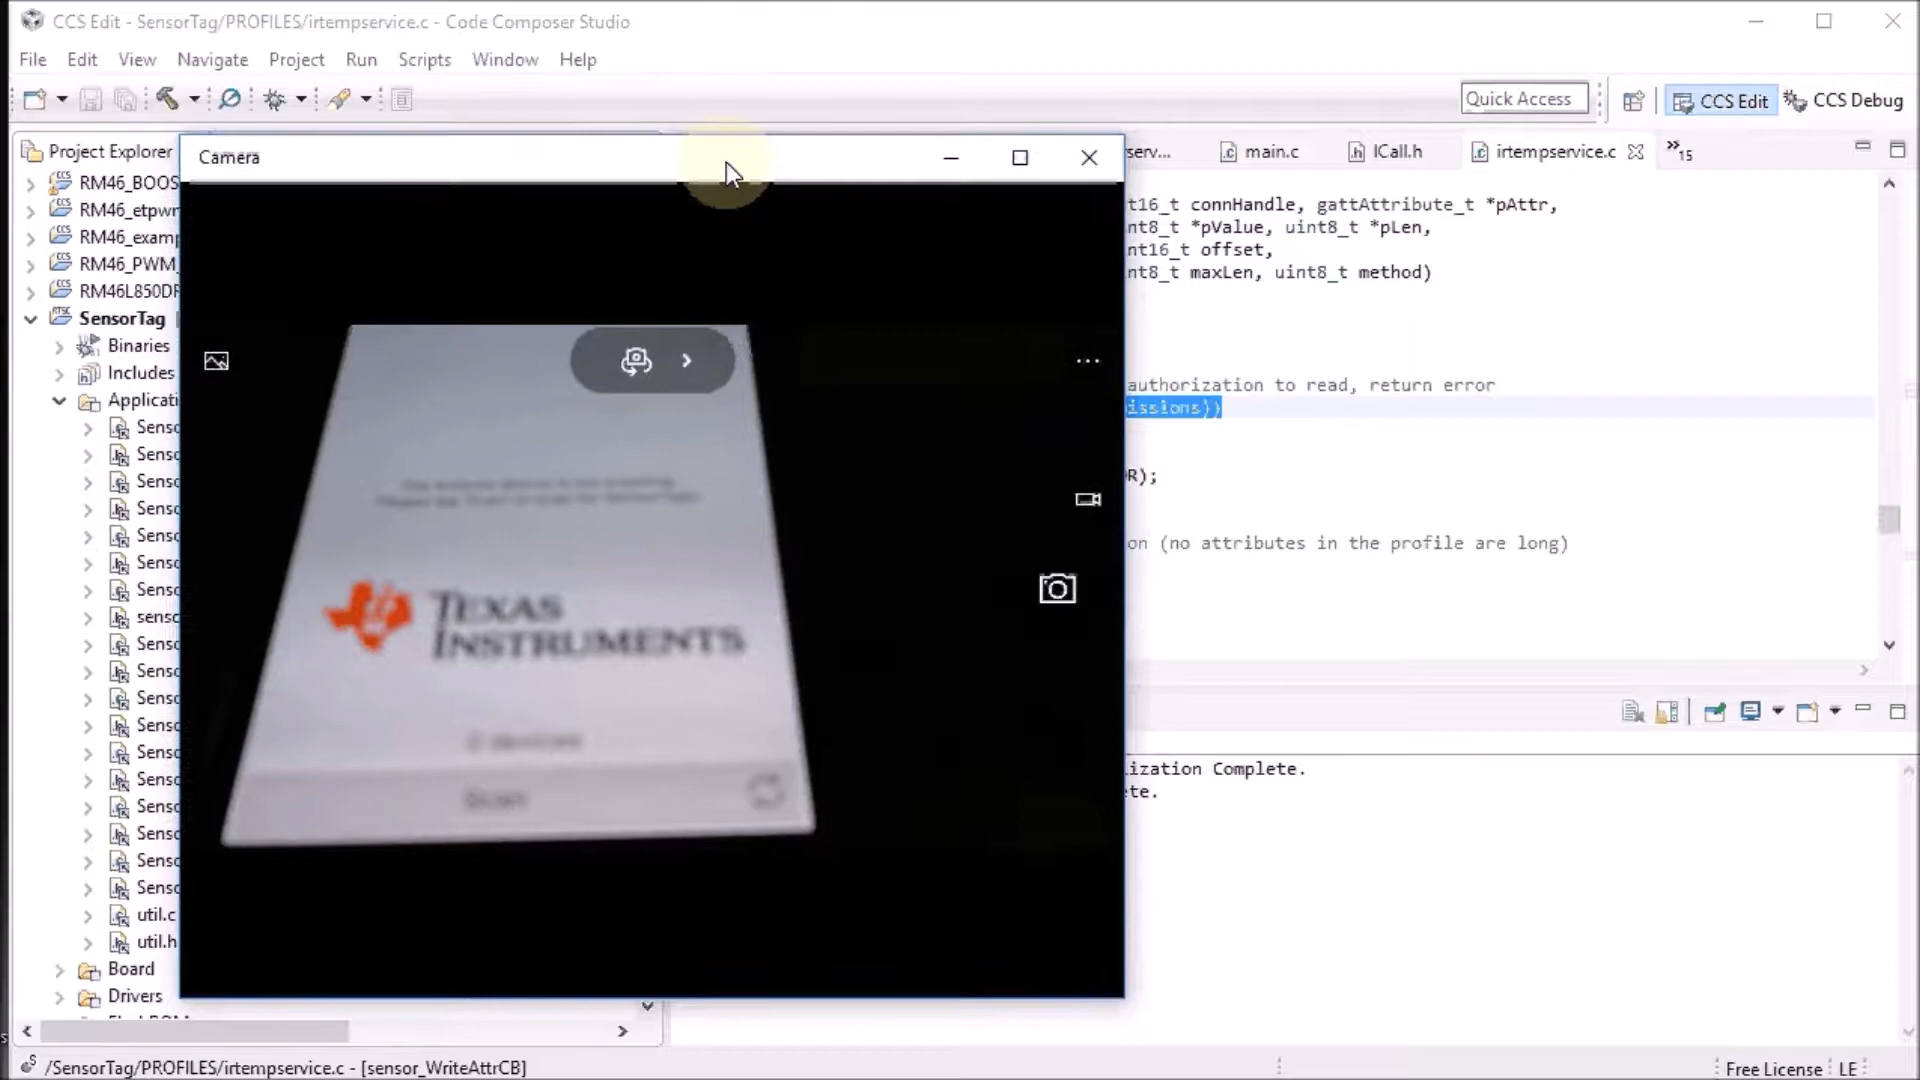 CCS Edit - SensorTag/PROFILES/irtempservice.c - Code Composer Studio
File Edit View Navigate Project Run Scripts Window Help
Quick Access
CCS Edit
CCS Debug
Project Explorer
Camera
serv...
main.c
ICall.h
irtempservice.c
15
RM46_BOOS
RM46_etpwm
RM46_examp
RM46_PWM_
RM46L850DP
SensorTag
Binaries
Includes
Applicati
Senso
Senso
Senso
Senso
Senso
Senso
Senso
senso
Senso
Senso
Senso
Senso
Senso
Senso
Senso
Senso
Senso
Senso
util.c
util.h
Board
Drivers
TEXAS
INSTRUMENTS
Scan
nt16_t connHandle, gattAttribute_t *pAttr,
nt8_t *pValue, uint8_t *pLen,
nt16_t offset,
nt8_t maxLen, uint8_t method)
authorization to read, return error
issions))
R);
on (no attributes in the profile are long)
ization Complete.
te.
/SensorTag/PROFILES/irtempservice.c - [sensor_WriteAttrCB]
Free License
LE